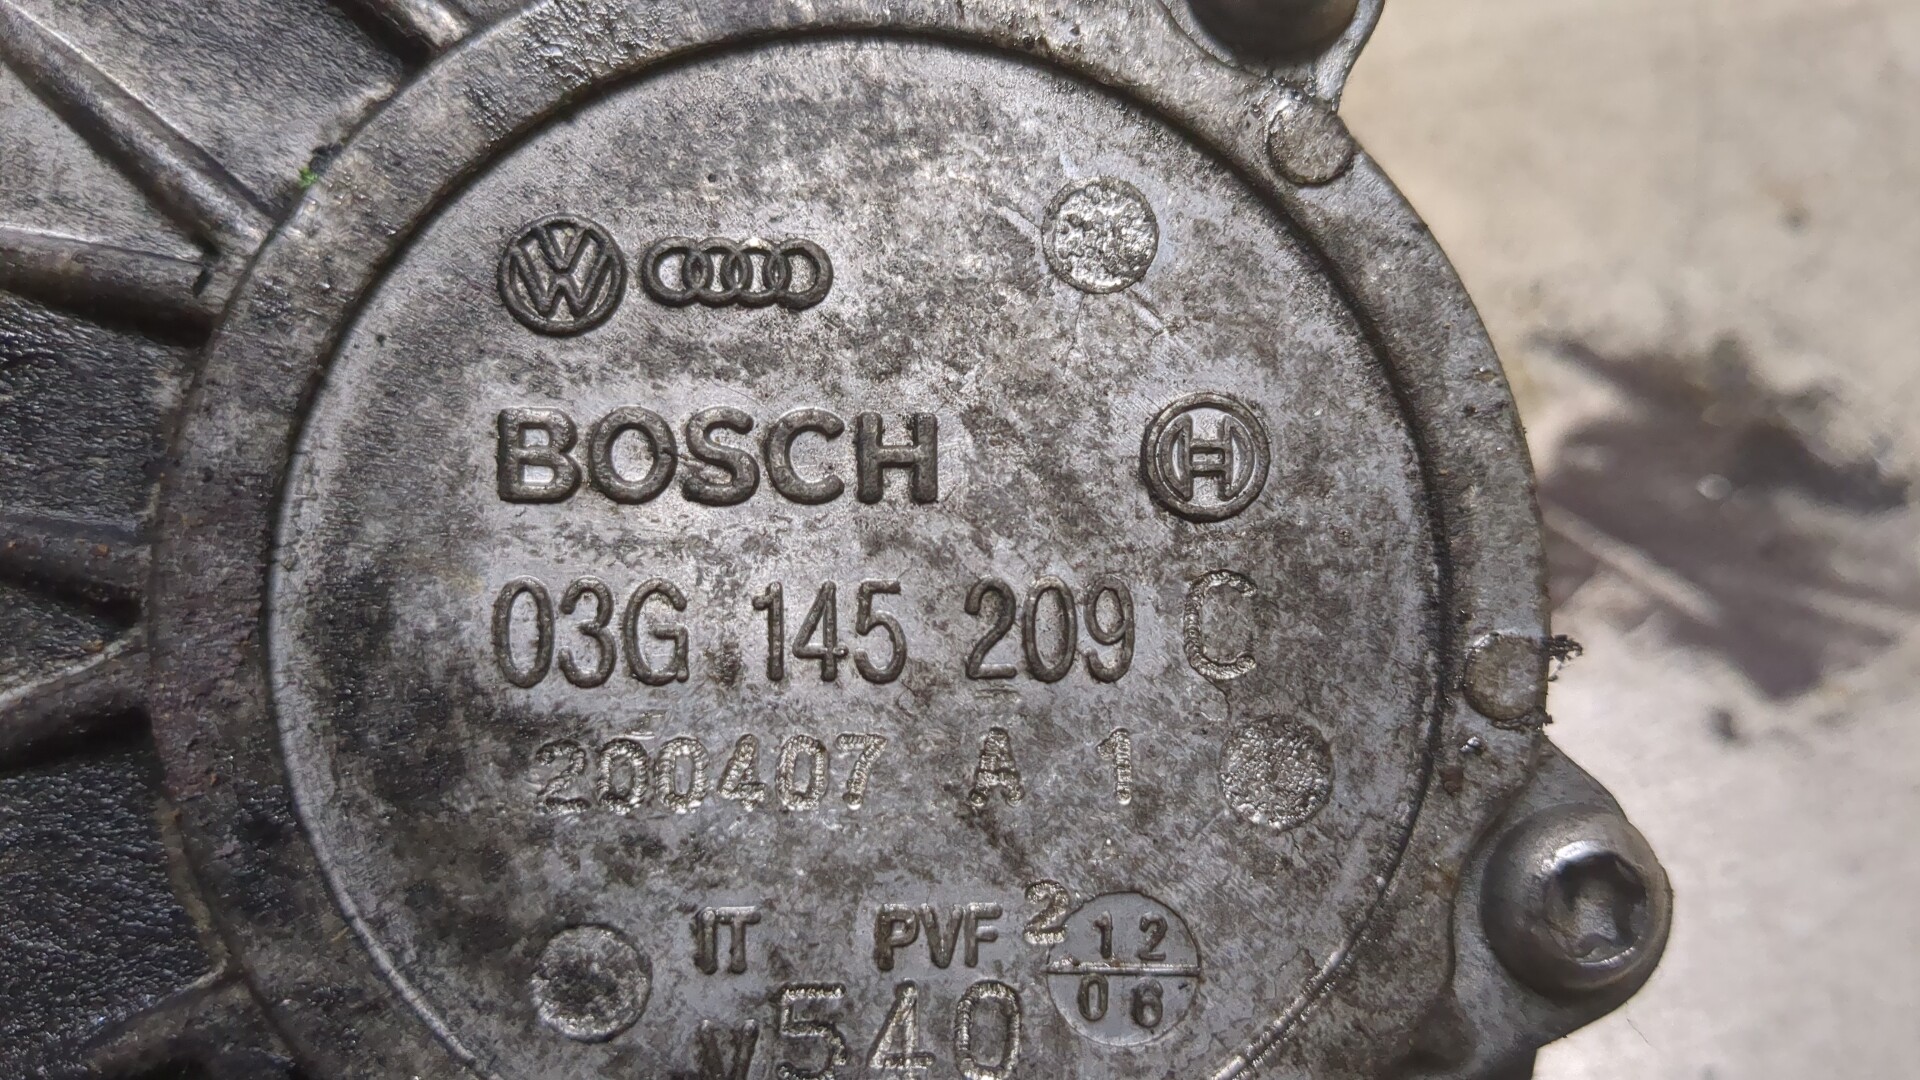 BOSCH
03G 145 209 C
200407 A 1
IT PVF 2
12
06
V 540